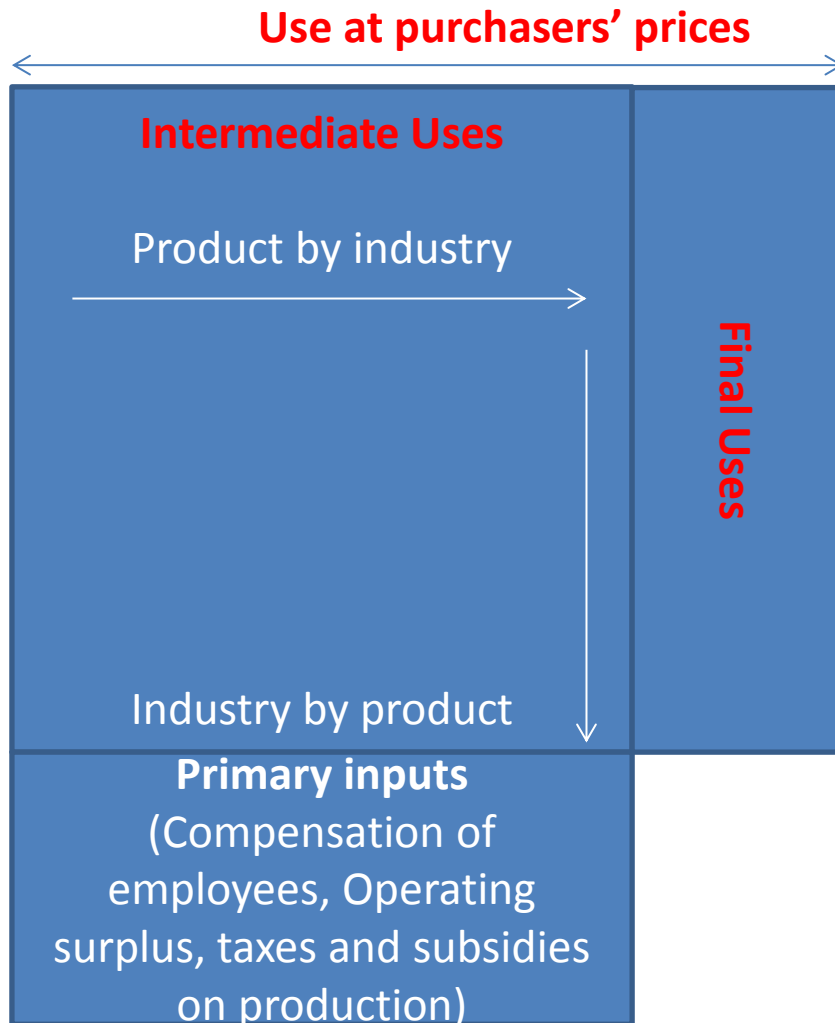 Use at purchasers’ prices
Intermediate Uses
Product by industry
Final Uses
Industry by product
Primary inputs
(Compensation of
employees, Operating
surplus, taxes and subsidies
on production)